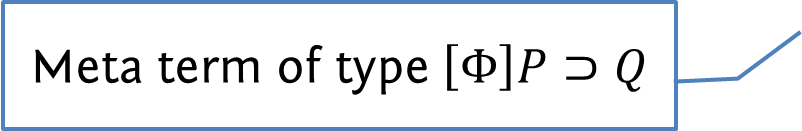 Meta term of type [Φ]𝑃 ⊃ 𝑄